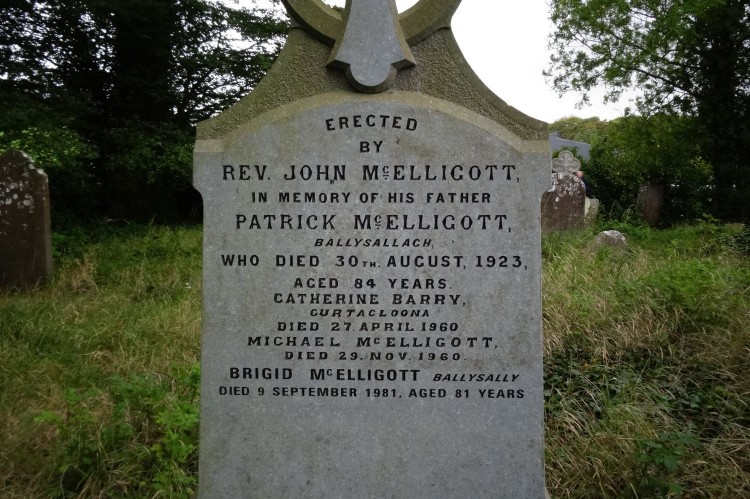 ERECTED
BY
REV. JOHN McELLIGOTT,
IN MEMORY OF HIS FATHER
PATRICK McELLIGOTT,
BALLYSALLAGH,
WHO DIED 30TH. AUGUST, 1923,
AGED 84 YEARS.
CATHERINE BARRY,
GURTACLOONA
DIED 27. APRIL 1960
MICHAEL McELLIGOTT,
DIED 29. NOV. 1960.
BRIGID McELLIGOTT BALLYSALLY
DIED 9 SEPTEMBER 1981, AGED 81 YEARS